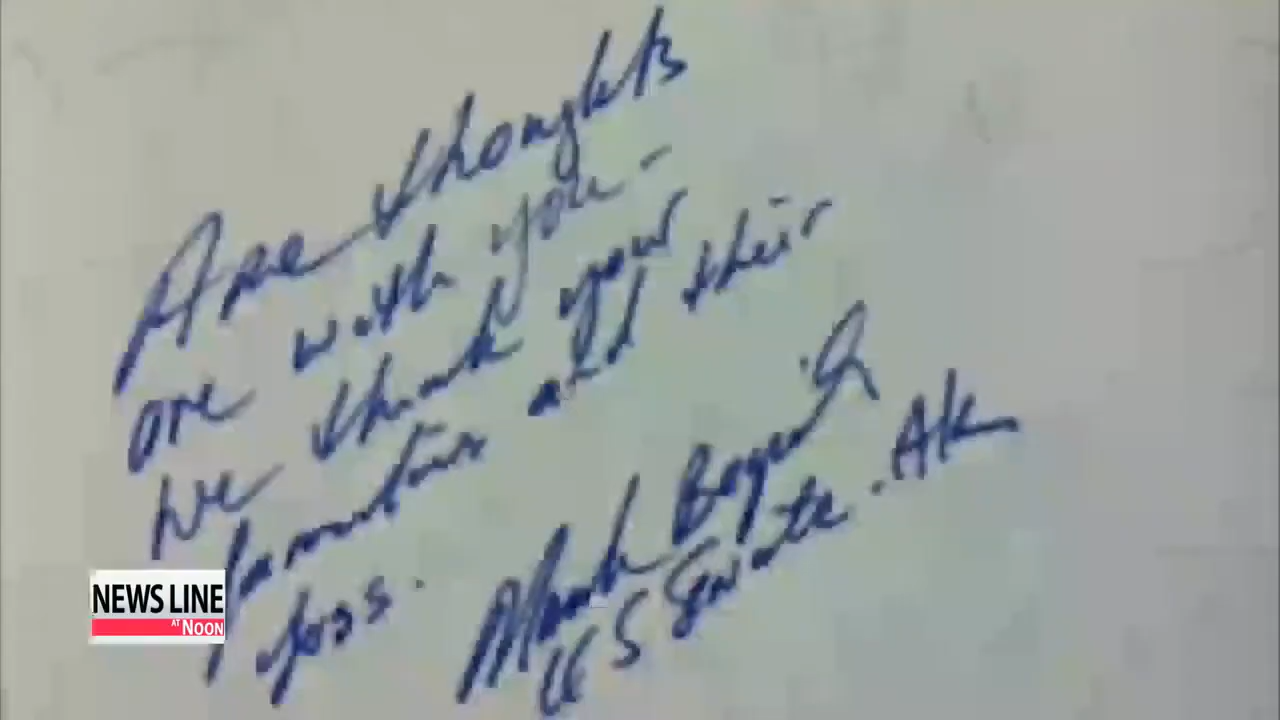 Are thoughts
are with you -
We think your
families and their
loss.
Mark Begich
US Senate. AK
NEWS LINE
AT NOON